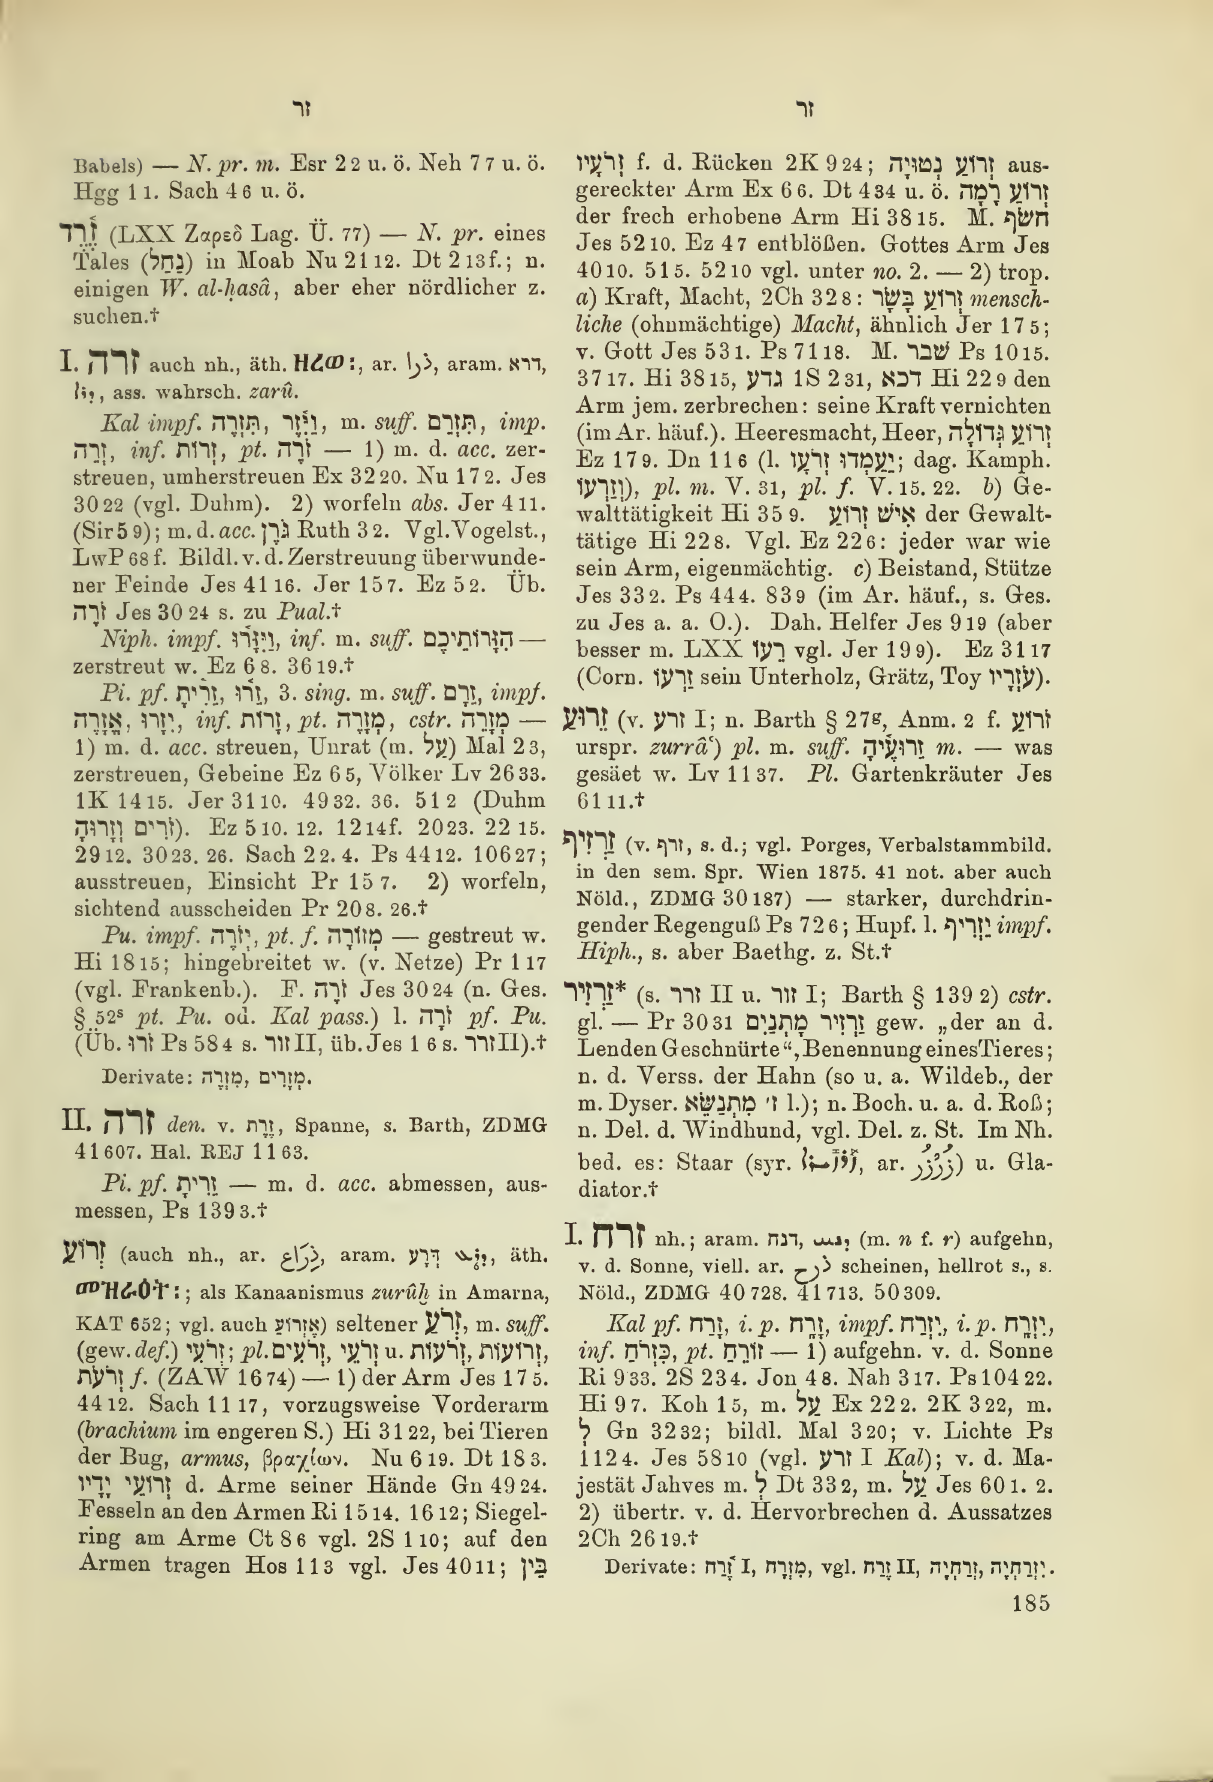 זר
זר
Babels) — N. pr. m. Esr 2 2 u. ö. Neh 7 7 u. ö.
Hgg 1 1. Sach 4 6 u. ö.
זֶ֫רֶד (LXX Ζαρεδ Lag. Ü. 77) — N. pr. eines
Tales (נַחַל) in Moab Nu 21 12. Dt 2 13f.; n.
einigen W. al-ḥasâ, aber eher nördlicher z.
suchen.†
I. זרה auch nh., äth. ዘረወ፡, ar. ذرا, aram. דרא,
ass. wahrsch. zarû.
Kal impf. תִּזְרֶה, וַיִּ֫זֶר, m. suff. תִּזְרֵם, imp.
זְרֵה, inf. זְרוֹת, pt. זֹרֶה — 1) m. d. acc. zer-
streuen, umherstreuen Ex 32 20. Nu 17 2. Jes
30 22 (vgl. Duhm). 2) worfeln abs. Jer 4 11.
(Sir 5 9); m. d. acc. גֹּ֫רֶן Ruth 3 2. Vgl. Vogelst.,
LwP 68 f. Bildl. v. d. Zerstreuung überwunde-
ner Feinde Jes 41 16. Jer 15 7. Ez 5 2. Üb.
זֹרֶה Jes 30 24 s. zu Pual.†
Niph. impf. וַיִּזָּ֫רוּ, inf. m. suff. הִזָּרוֹתֵיכֶם —
zerstreut w. Ez 6 8. 36 19.†
Pi. pf. זֵרִ֫יתָ, זֵרוּ, 3. sing. m. suff. זֵרָם, impf.
אֱזָרֶה, יְזָרוּ, inf. זָרוֹת, pt. מְזָרֶה, cstr. מְזָרֵה —
1) m. d. acc. streuen, Unrat (m. עַל) Mal 2 3,
zerstreuen, Gebeine Ez 6 5, Völker Lv 26 33.
1K 14 15. Jer 31 10. 49 32. 36. 51 2 (Duhm
זֹרִים וְזֵרוּהָ). Ez 5 10. 12. 12 14f. 20 23. 22 15.
29 12. 30 23. 26. Sach 2 2. 4. Ps 44 12. 106 27;
ausstreuen, Einsicht Pr 15 7. 2) worfeln,
sichtend ausscheiden Pr 20 8. 26.†
Pu. impf. יְזֹרֶה, pt. f. מְזוֹרָה — gestreut w.
Hi 18 15; hingebreitet w. (v. Netze) Pr 1 17
(vgl. Frankenb.). F. זֹרֶה Jes 30 24 (n. Ges.
§ 52s pt. Pu. od. Kal pass.) l. זֹרָה pf. Pu.
(Üb. זֹרוּ Ps 58 4 s. זור II, üb. Jes 1 6 s. זרר II).†
Derivate: מִזְרֶה, מְזָרִים.
II. זרה den. v. זֶרֶת, Spanne, s. Barth, ZDMG
41 607. Hal. REJ 11 63.
Pi. pf. זֵרִיתָ — m. d. acc. abmessen, aus-
messen, Ps 139 3.†
זְרוֹעַ (auch nh., ar. ذراع, aram. דְּרָע, äth.
መዝራዕት፡; als Kanaanismus zuruḫ in Amarna,
KAT 652; vgl. auch אֶזְרוֹעַ) seltener זְרֹעַ, m. suff.
(gew. def.) זְרֹעִי; pl. זְרֹעִים, זְרֹעֵי u. זְרוֹעוֹת, זְרֹעוֹת,
זְרֹעֹת f. (ZAW 16 74) — 1) der Arm Jes 17 5.
44 12. Sach 11 17, vorzugsweise Vorderarm
(brachium im engeren S.) Hi 31 22, bei Tieren
der Bug, armus, βραχίων. Nu 6 19. Dt 18 3.
זְרוֹעֵי יָדָיו d. Arme seiner Hände Gn 49 24.
Fesseln an den Armen Ri 15 14. 16 12; Siegel-
ring am Arme Ct 8 6 vgl. 2S 1 10; auf den
Armen tragen Hos 11 3 vgl. Jes 40 11; בֵּין
זְרֹעָיו f. d. Rücken 2K 9 24; זְרוֹעַ נְטוּיָה aus-
gereckter Arm Ex 6 6. Dt 4 34 u. ö. זְרוֹעַ רָמָה
der frech erhobene Arm Hi 38 15. M. חשׂף
Jes 52 10. Ez 4 7 entblößen. Gottes Arm Jes
40 10. 51 5. 52 10 vgl. unter no. 2. — 2) trop.
a) Kraft, Macht, 2Ch 32 8: זְרוֹעַ בָּשָׂר mensch-
liche (ohnmächtige) Macht, ähnlich Jer 17 5;
v. Gott Jes 53 1. Ps 71 18. M. שׁבר Ps 10 15.
37 17. Hi 38 15, גדע 1S 2 31, דכא Hi 22 9 den
Arm jem. zerbrechen: seine Kraft vernichten
(im Ar. häuf.). Heeresmacht, Heer, זְרוֹעַ גְּדוֹלָה
Ez 17 9. Dn 11 6 (l. יַעַמְדוּ זְרֹעָו; dag. Kamph.
וְזַרְעוֹ), pl. m. V. 31, pl. f. V. 15. 22. b) Ge-
walttätigkeit Hi 35 9. אִישׁ זְרוֹעַ der Gewalt-
tätige Hi 22 8. Vgl. Ez 22 6: jeder war wie
sein Arm, eigenmächtig. c) Beistand, Stütze
Jes 33 2. Ps 44 4. 83 9 (im Ar. häuf., s. Ges.
zu Jes a. a. O.). Dah. Helfer Jes 9 19 (aber
besser m. LXX רֵעוֹ vgl. Jer 19 9). Ez 31 17
(Corn. זַרְעוֹ sein Unterholz, Grätz, Toy עֹזְרָיו).
זֵרוּעַ (v. זרע I; n. Barth § 27g, Anm. 2 f. זֹרוּעַ
urspr. zurrâʿ) pl. m. suff. זֵרוּעֶיהָ m. — was
gesäet w. Lv 11 37. Pl. Gartenkräuter Jes
61 11.†
זַרְזִיף (v. זרף, s. d.; vgl. Porges, Verbalstammbild.
in den sem. Spr. Wien 1875. 41 not. aber auch
Nöld., ZDMG 30 187) — starker, durchdrin-
gender Regenguß Ps 72 6; Hupf. l. יַזְרִיף impf.
Hiph., s. aber Baethg. z. St.†
זַרְזִיר* (s. זרר II u. זור I; Barth § 139 2) cstr.
gl. — Pr 30 31 זַרְזִיר מָתְנַיִם gew. „der an d.
Lenden Geschnürte“, Benennung eines Tieres;
n. d. Verss. der Hahn (so u. a. Wildeb., der
m. Dyser. ז׳ מִתְנַשֵּׂא l.); n. Boch. u. a. d. Roß;
n. Del. d. Windhund, vgl. Del. z. St. Im Nh.
bed. es: Staar (syr. ar. زرزر) u. Gla-
diator.†
I. זרח nh.; aram. דנח, (m. n f. r) aufgehn,
v. d. Sonne, viell. ar. ذرح scheinen, hellrot s., s.
Nöld., ZDMG 40 728. 41 713. 50 309.
Kal pf. זָרַח, i. p. זָרָח, impf. יִזְרַח, i. p. יִזְרָח,
inf. כִּזְרֹחַ, pt. זוֹרֵחַ — 1) aufgehn. v. d. Sonne
Ri 9 33. 2S 23 4. Jon 4 8. Nah 3 17. Ps 104 22.
Hi 9 7. Koh 1 5, m. עַל Ex 22 2. 2K 3 22, m.
לְ Gn 32 32; bildl. Mal 3 20; v. Lichte Ps
112 4. Jes 58 10 (vgl. זרע I Kal); v. d. Ma-
jestät Jahves m. לְ Dt 33 2, m. עַל Jes 60 1. 2.
2) übertr. v. d. Hervorbrechen d. Aussatzes
2Ch 26 19.†
Derivate: זֶ֫רַח I, מִזְרָח, vgl. זֶרַח II, זְרַחְיָה, יִזְרַחְיָה.
185